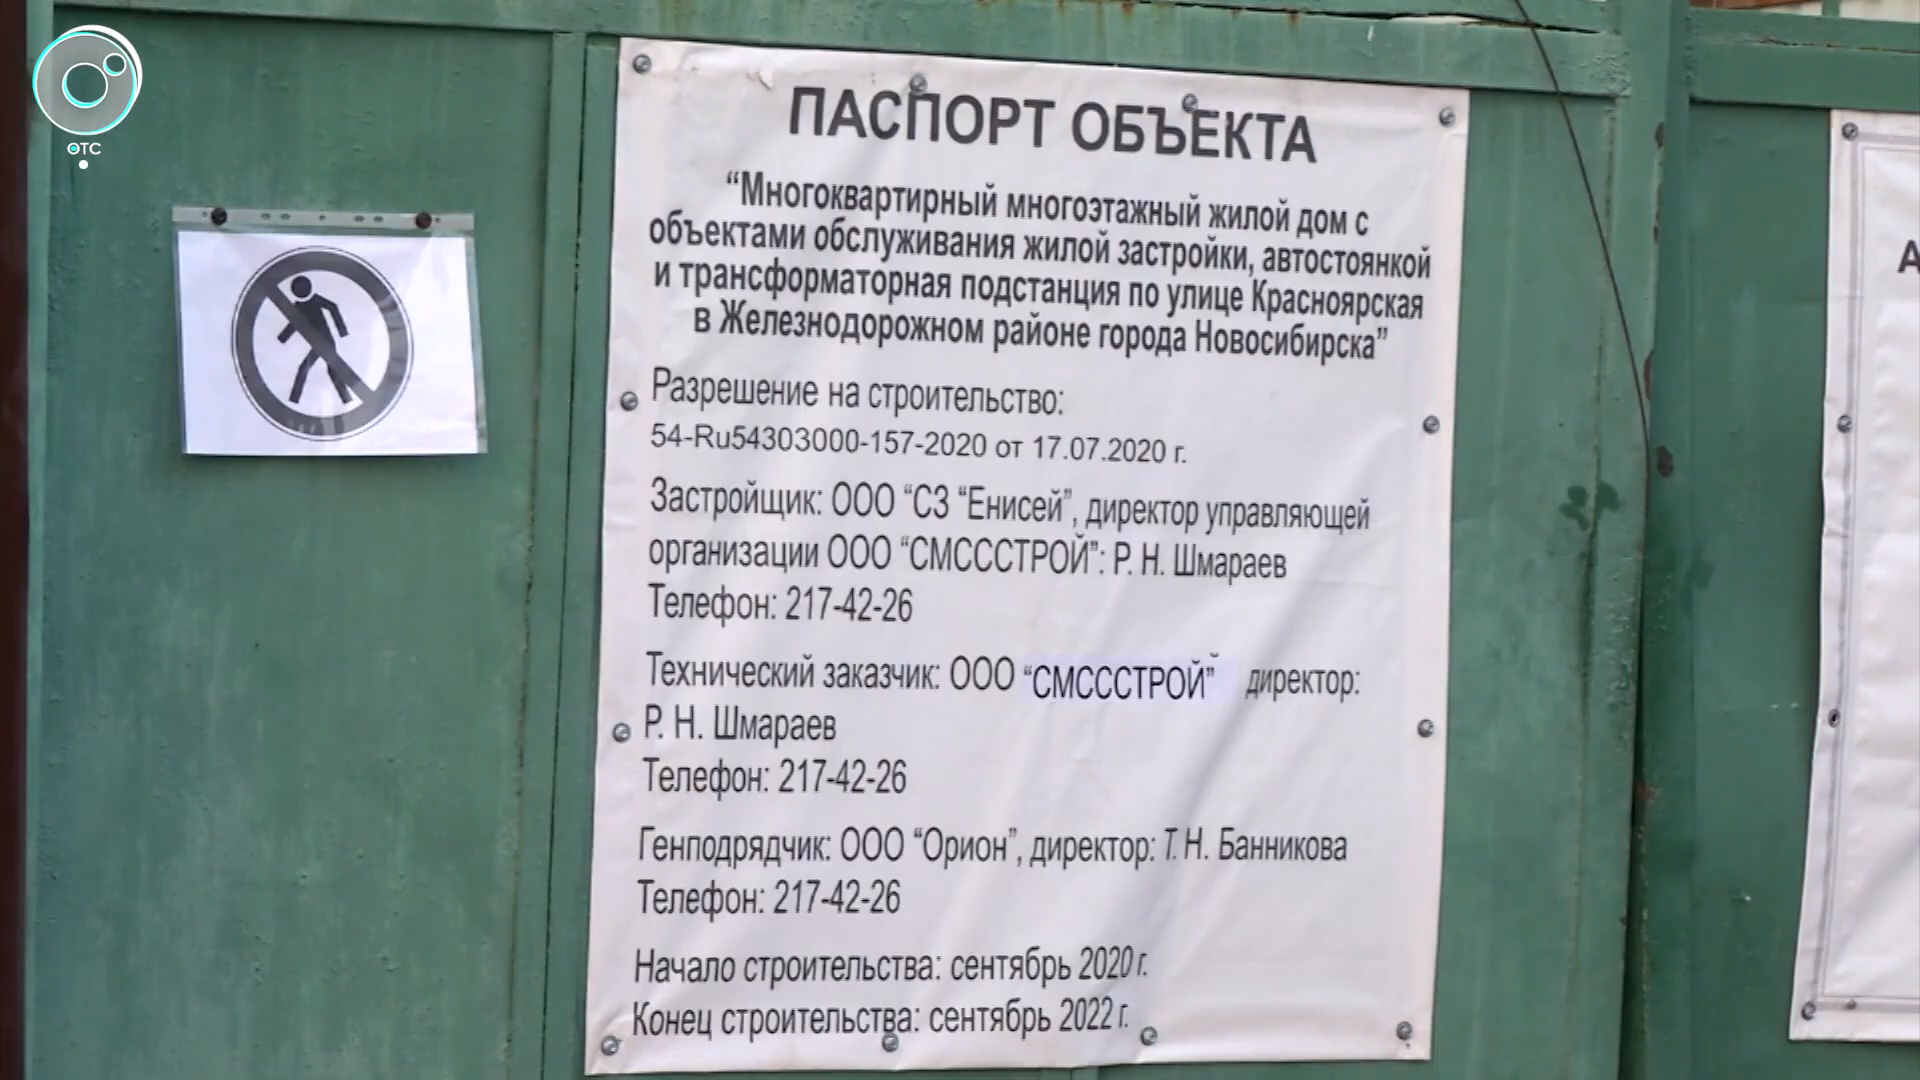 ОТС
ПАСПОРТ ОБЪЕКТА
“Многоквартирный многоэтажный жилой дом с
объектами обслуживания жилой застройки, автостоянкой
и трансформаторная подстанция по улице Красноярская
в Железнодорожном районе города Новосибирска”
Разрешение на строительство:
54-Ru54303000-157-2020 от 17.07.2020 г.
Застройщик: ООО “СЗ “Енисей”, директор управляющей
организации ООО “СМСССТРОЙ”: Р. Н. Шмараев
Телефон: 217-42-26
Технический заказчик: ООО “СМСССТРОЙ” директор:
Р. Н. Шмараев
Телефон: 217-42-26
Генподрядчик: ООО “Орион”, директор: Т. Н. Банникова
Телефон: 217-42-26
Начало строительства: сентябрь 2020 г.
Конец строительства: сентябрь 2022 г.